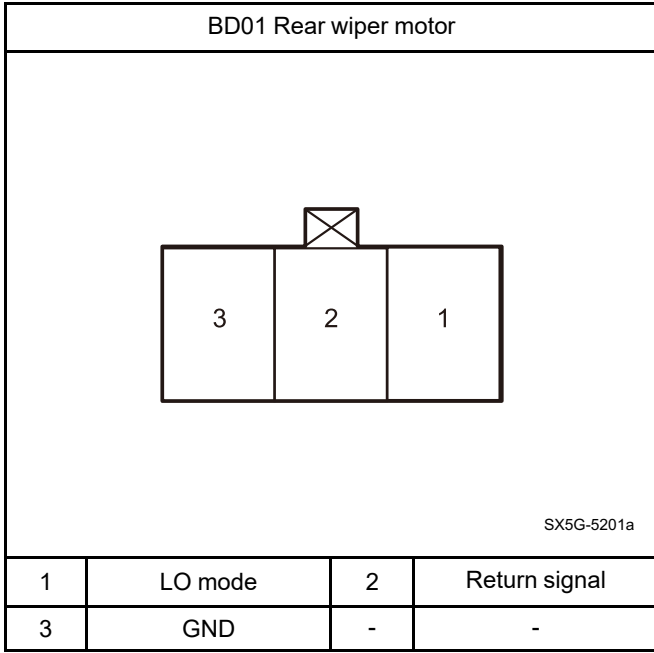 BD01 Rear wiper motor
3 2 1
SX5G-5201a
1 LO mode 2 Return signal
3 GND - -